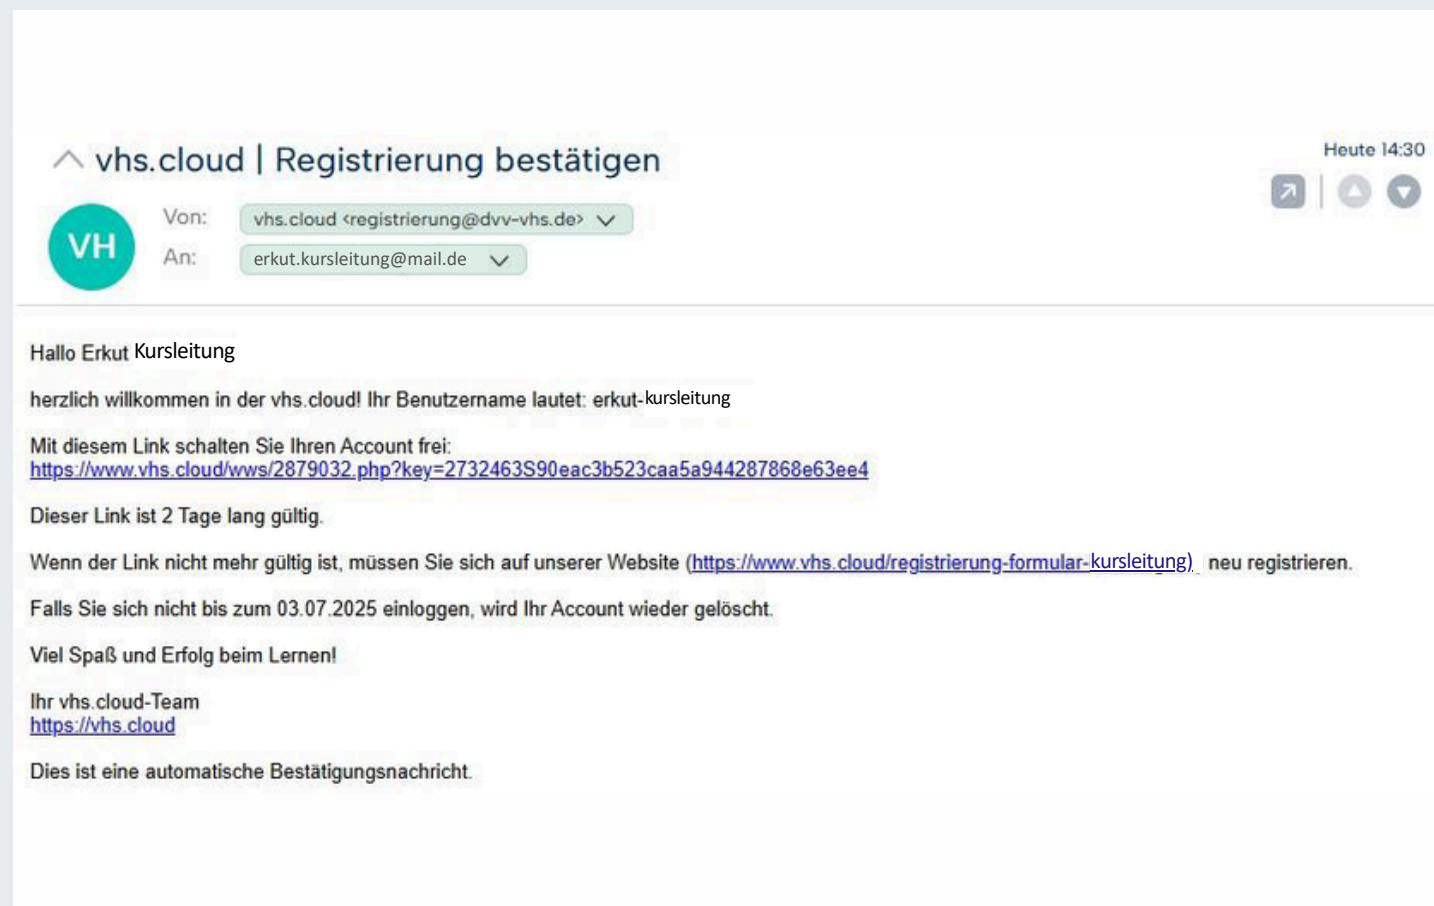 vhs.cloud | Registrierung bestätigen
Heute 14:30
VH
Von: vhs.cloud <registrierung@dvv-vhs.de>
An: erkut.kursleitung@mail.de
Hallo Erkut Kursleitung
herzlich willkommen in der vhs.cloud! Ihr Benutzername lautet: erkut-kursleitung
Mit diesem Link schalten Sie Ihren Account frei:
https://www.vhs.cloud/wws/2879032.php?key=2732463S90eac3b523caa5a944287868e63ee4
Dieser Link ist 2 Tage lang gültig.
Wenn der Link nicht mehr gültig ist, müssen Sie sich auf unserer Website (https://www.vhs.cloud/registrierung-formular-kursleitung) neu registrieren.
Falls Sie sich nicht bis zum 03.07.2025 einloggen, wird Ihr Account wieder gelöscht.
Viel Spaß und Erfolg beim Lernen!
Ihr vhs.cloud-Team
https://vhs.cloud
Dies ist eine automatische Bestätigungsnachricht.